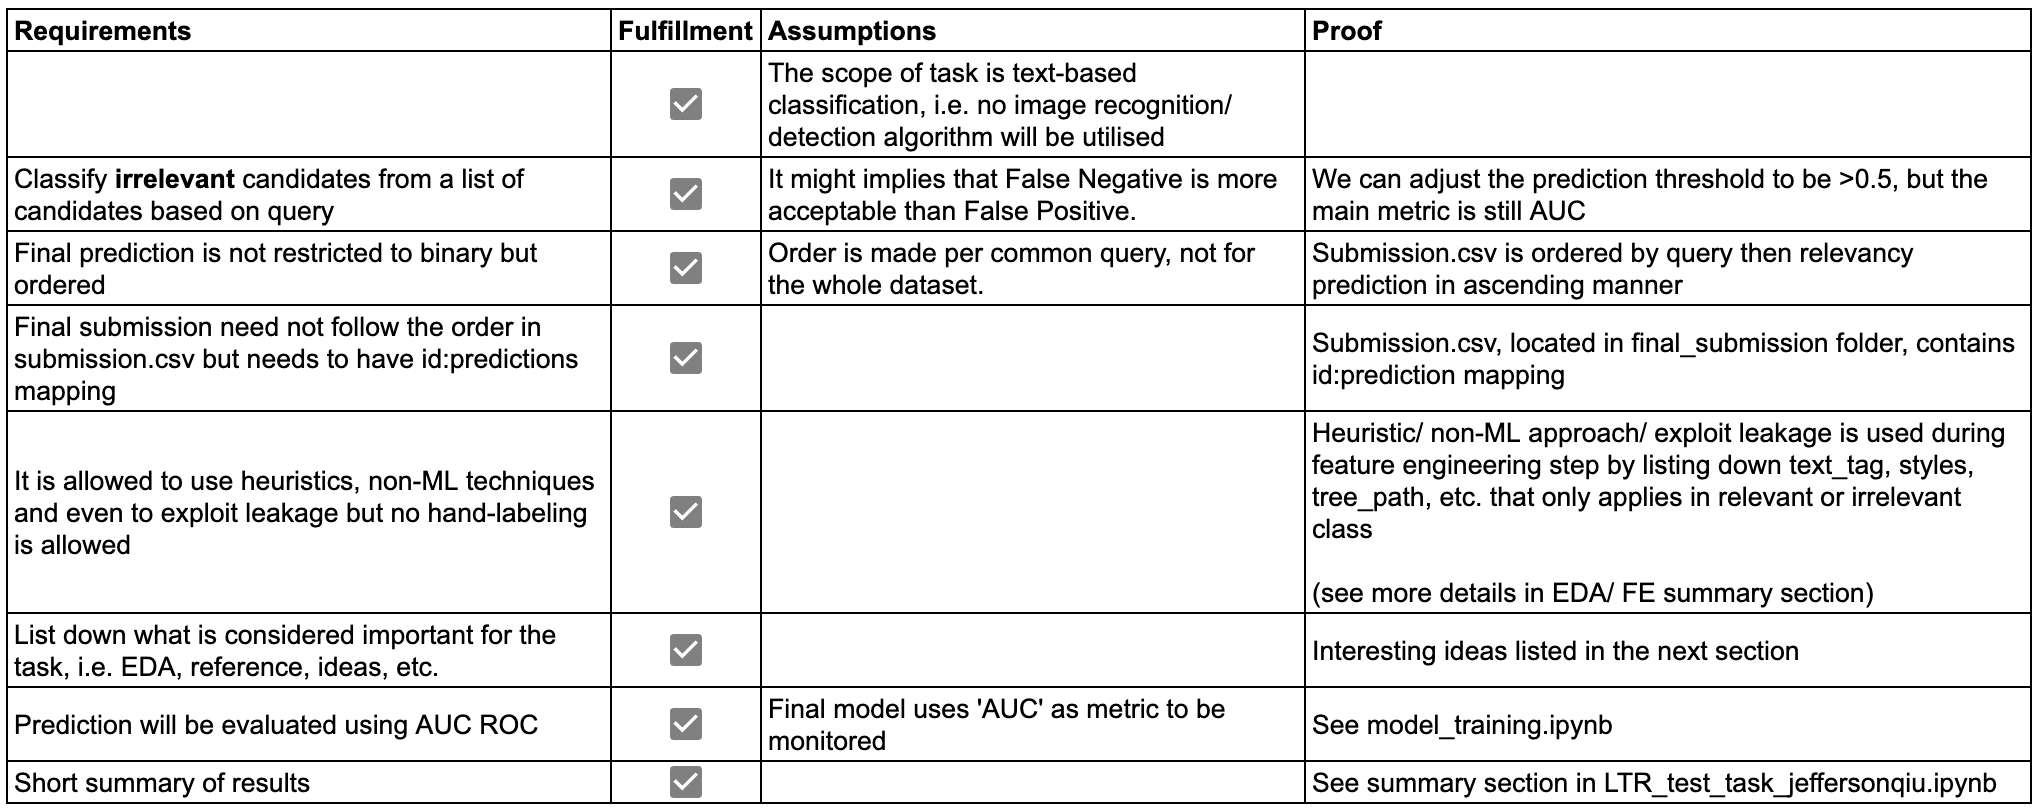 Requirements
Fulfillment
Assumptions
Proof
The scope of task is text-based
classification, i.e. no image recognition/
detection algorithm will be utilised
Classify irrelevant candidates from a list of
candidates based on query
It might implies that False Negative is more
acceptable than False Positive.
We can adjust the prediction threshold to be >0.5, but the
main metric is still AUC
Final prediction is not restricted to binary but
ordered
Order is made per common query, not for
the whole dataset.
Submission.csv is ordered by query then relevancy
prediction in ascending manner
Final submission need not follow the order in
submission.csv but needs to have id:predictions
mapping
Submission.csv, located in final_submission folder, contains
id:prediction mapping
It is allowed to use heuristics, non-ML techniques
and even to exploit leakage but no hand-labeling
is allowed
Heuristic/ non-ML approach/ exploit leakage is used during
feature engineering step by listing down text_tag, styles,
tree_path, etc. that only applies in relevant or irrelevant
class
(see more details in EDA/ FE summary section)
List down what is considered important for the
task, i.e. EDA, reference, ideas, etc.
Interesting ideas listed in the next section
Prediction will be evaluated using AUC ROC
Final model uses 'AUC' as metric to be
monitored
See model_training.ipynb
Short summary of results
See summary section in LTR_test_task_jeffersonqiu.ipynb